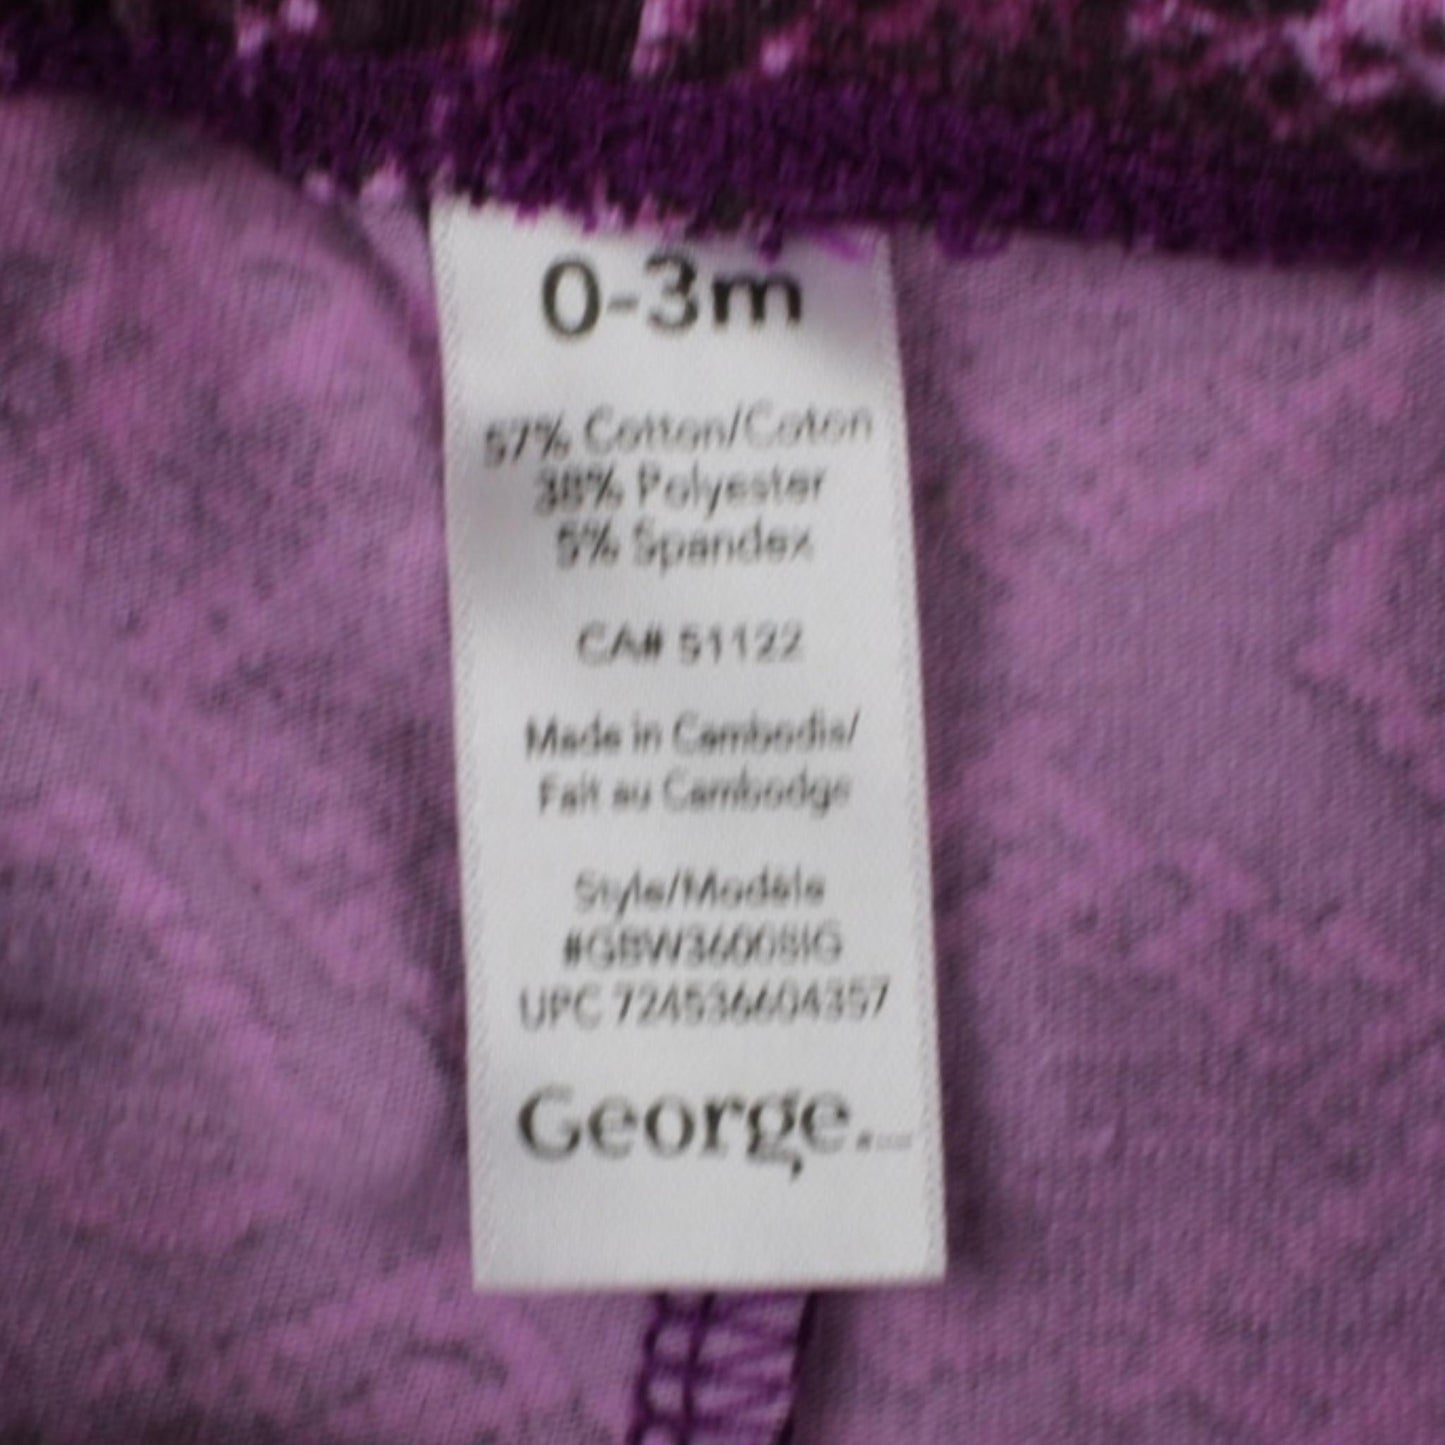 0-3m
57% Cotton/Coton
38% Polyester
5% Spandex
CA# 51122
Made in Cambodia/
Fait au Cambodge
Style/Modèle
#GBW36008IG
UPC 724536604357
George.